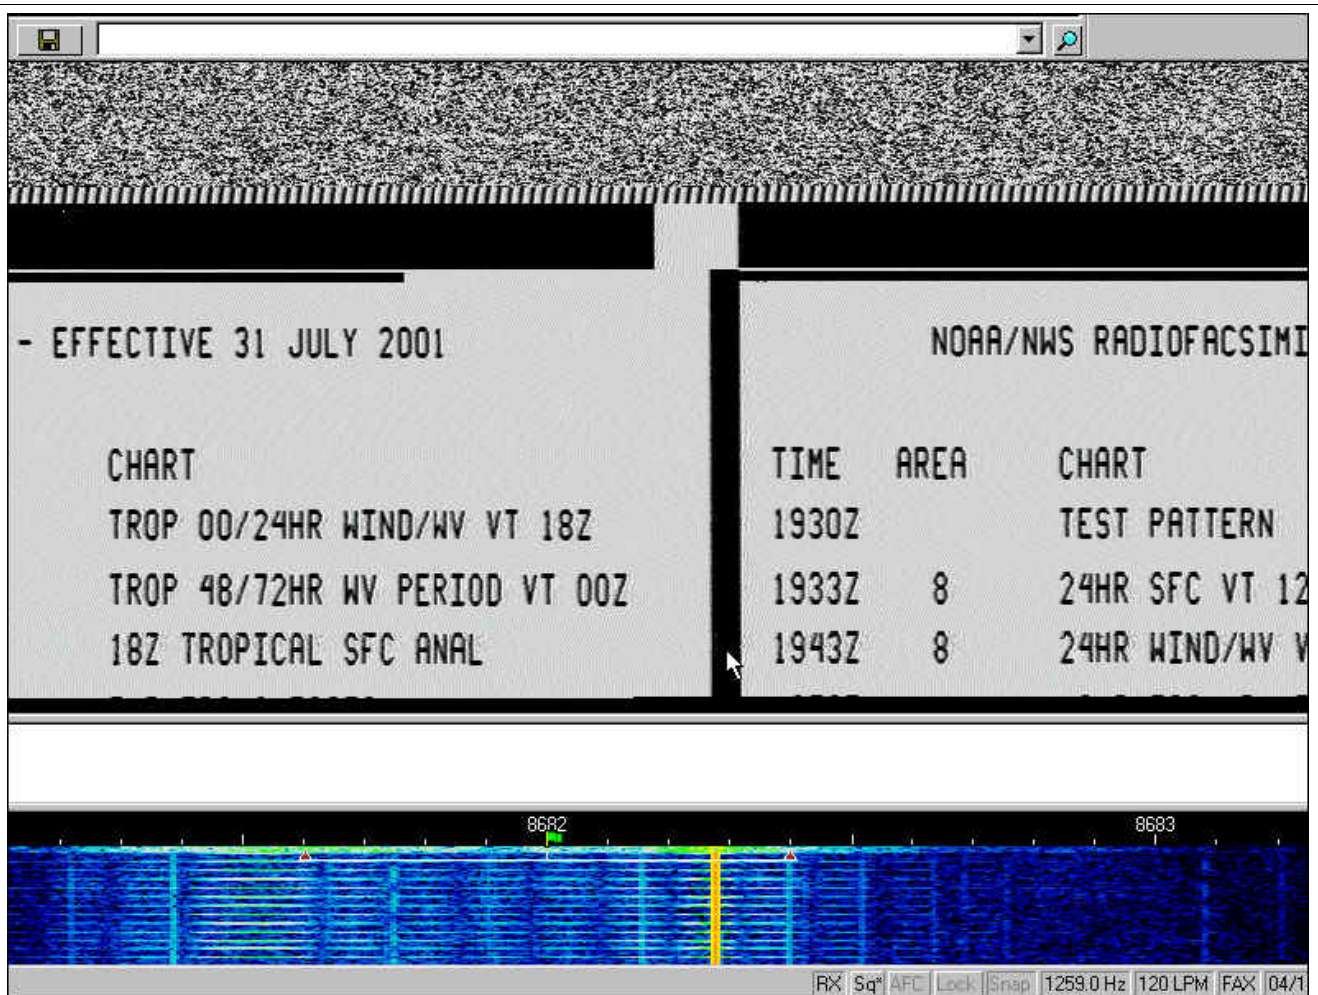 - EFFECTIVE 31 JULY 2001
NOAA/NWS RADIOFACSIMI
CHART
TIME AREA CHART
TROP 00/24HR WIND/WV VT 18Z
1930Z TEST PATTERN
TROP 48/72HR WV PERIOD VT 00Z
1933Z 8 24HR SFC VT 12
18Z TROPICAL SFC ANAL
1943Z 8 24HR WIND/WV V
8682
8683
RX Sq* AFC Lock Snap 1259.0 Hz 120 LPM FAX 04/1